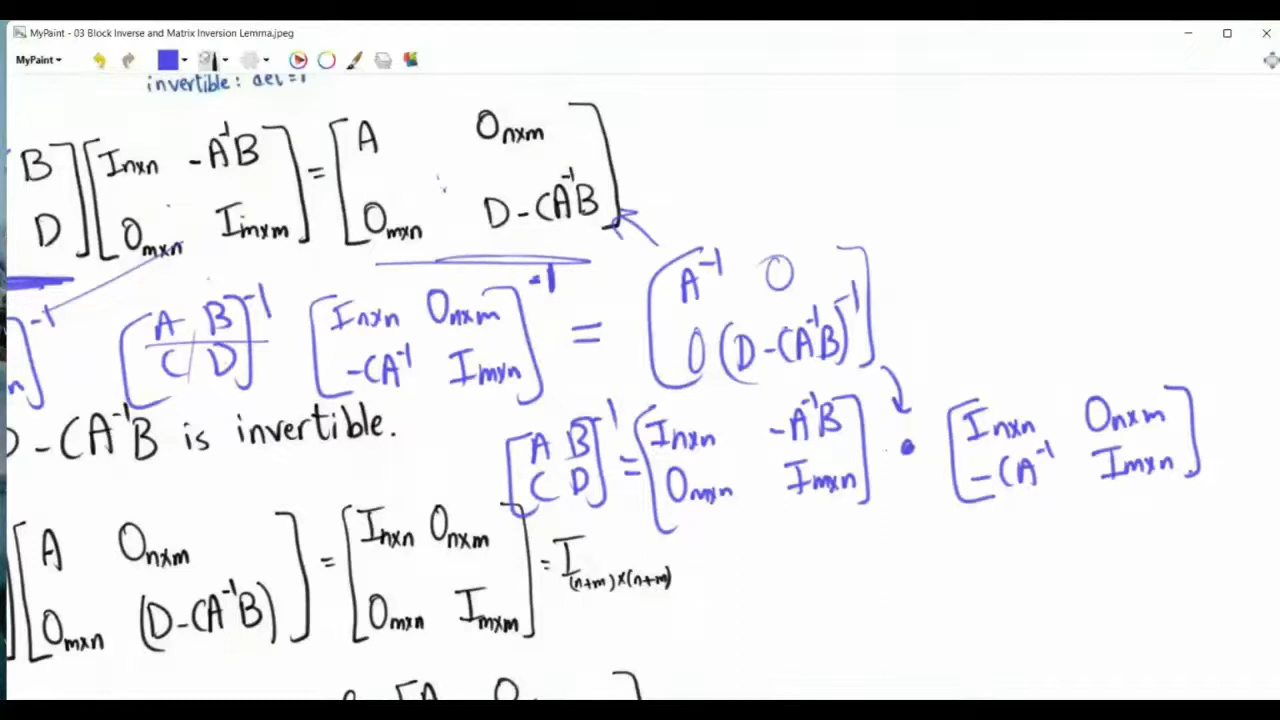 MyPaint - 03 Block Inverse and Matrix Inversion Lemma.jpeg
MyPaint
invertible: det = 1
B ] [ Inxn -A⁻¹B ] = [ A Onxm ]
D ] [ Omxn Imxm ] [ Omxn D - CA⁻¹B ]
]⁻¹ [ A B ]⁻¹ [ Inxn Onxm ]⁻¹ = [ A⁻¹ O ]
n ] [ C D ] [ -CA⁻¹ Imxn ] [ O (D - CA⁻¹B)⁻¹ ]
D - CA⁻¹B is invertible.
[ A B ]⁻¹ = [ Inxn -A⁻¹B ] • [ Inxn Onxm ]
[ C D ] [ Omxn Imxn ] [ -CA⁻¹ Imxn ]
[ A Onxm ] = [ Inxn Onxm ] = I(n+m)x(n+m)
[ Omxn (D - CA⁻¹B) ] [ Omxn Imxm ]
[ A O